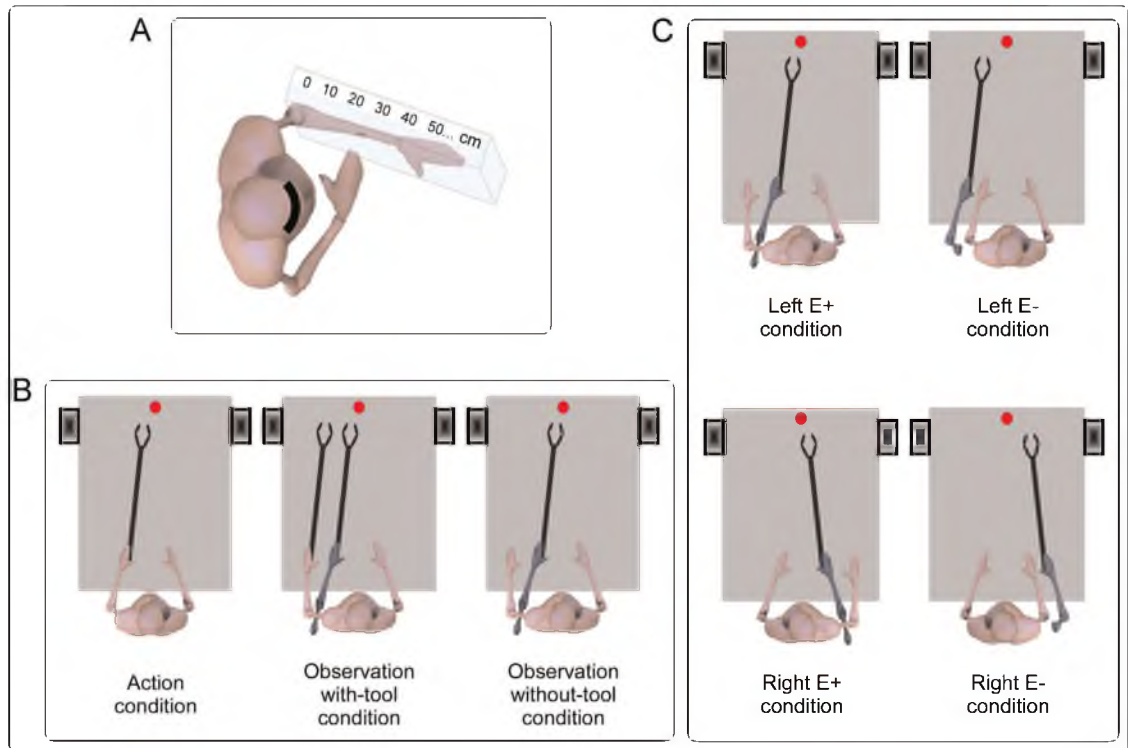 A
0 10 20 30 40 50... cm
B
Action
condition
Observation
with-tool
condition
Observation
without-tool
condition
C
Left E+
condition
Left E-
condition
Right E+
condition
Right E-
condition